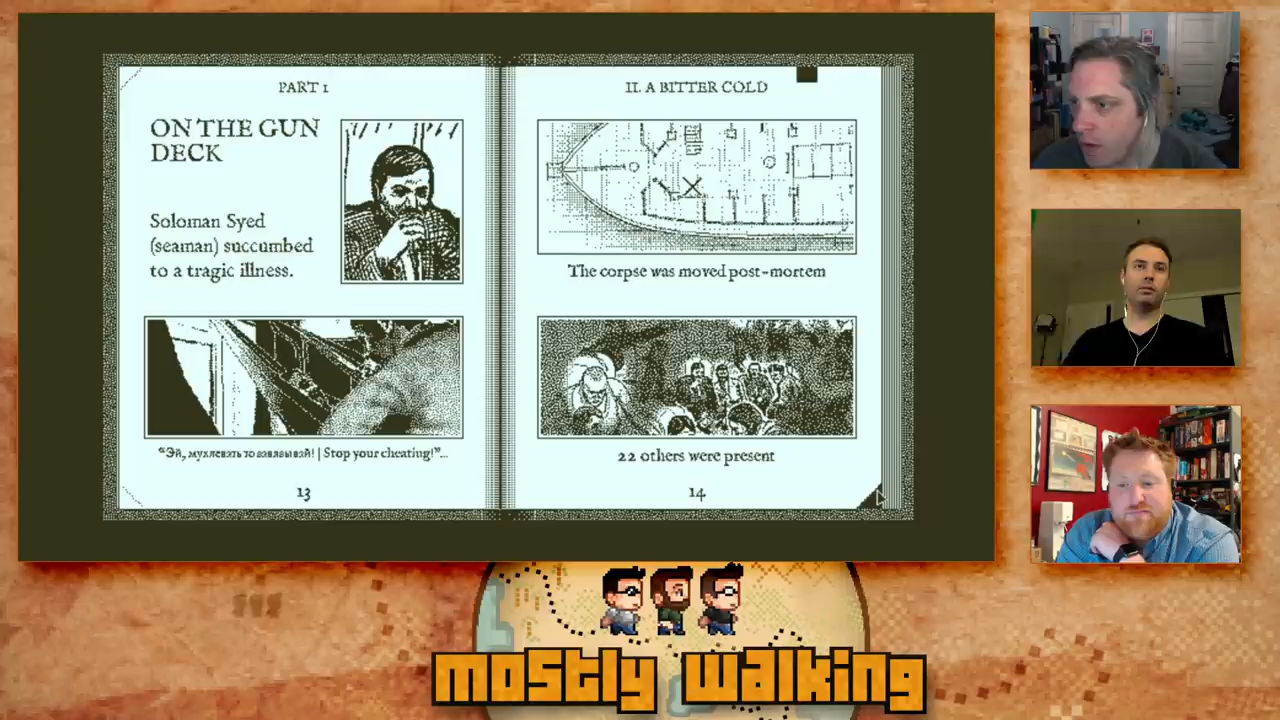 PART 1
ON THE GUN
DECK
Soloman Syed
(seaman) succumbed
to a tragic illness.
Stop your cheating!"...
13
II. A BITTER COLD
The corpse was moved post-mortem
22 others were present
14
mostly walking